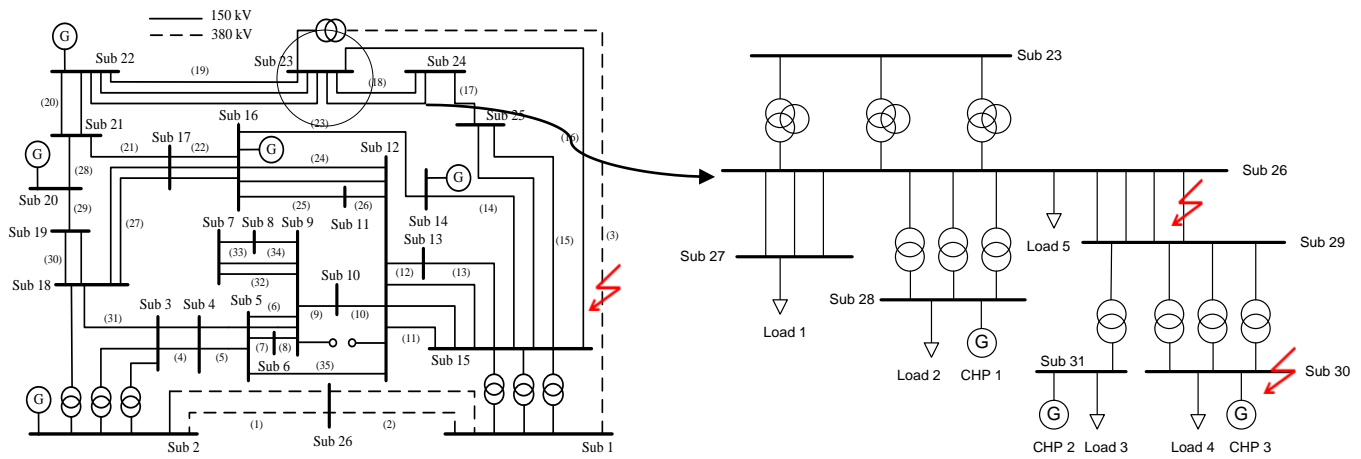 150 kV
380 kV
G
Sub 22
Sub 23
Sub 24
Sub 23
(19)
(18)
(17)
(20)
Sub 16
(23)
Sub 25
(16)
Sub 21
Sub 17
G
(21)
(22)
G
Sub 12
(24)
Sub 26
(28)
G
Sub 20
(29)
(27)
(25)
(26)
Sub 11
Sub 14
(14)
Load 5
Sub 7
Sub 8
Sub 9
Sub 19
Sub 13
(15)
(3)
Sub 29
(33)
(34)
Sub 27
(30)
(12)
(13)
Sub 18
(32)
Sub 10
Sub 28
Sub 3
Sub 4
Sub 5
(6)
(9)
(10)
Load 1
(31)
(11)
G
(7)
(8)
Sub 15
(4)
(5)
Sub 6
(35)
Load 2
CHP 1
Sub 31
Sub 30
G
G
G
(1)
(2)
Sub 2
Sub 26
Sub 1
CHP 2
Load 3
Load 4
CHP 3